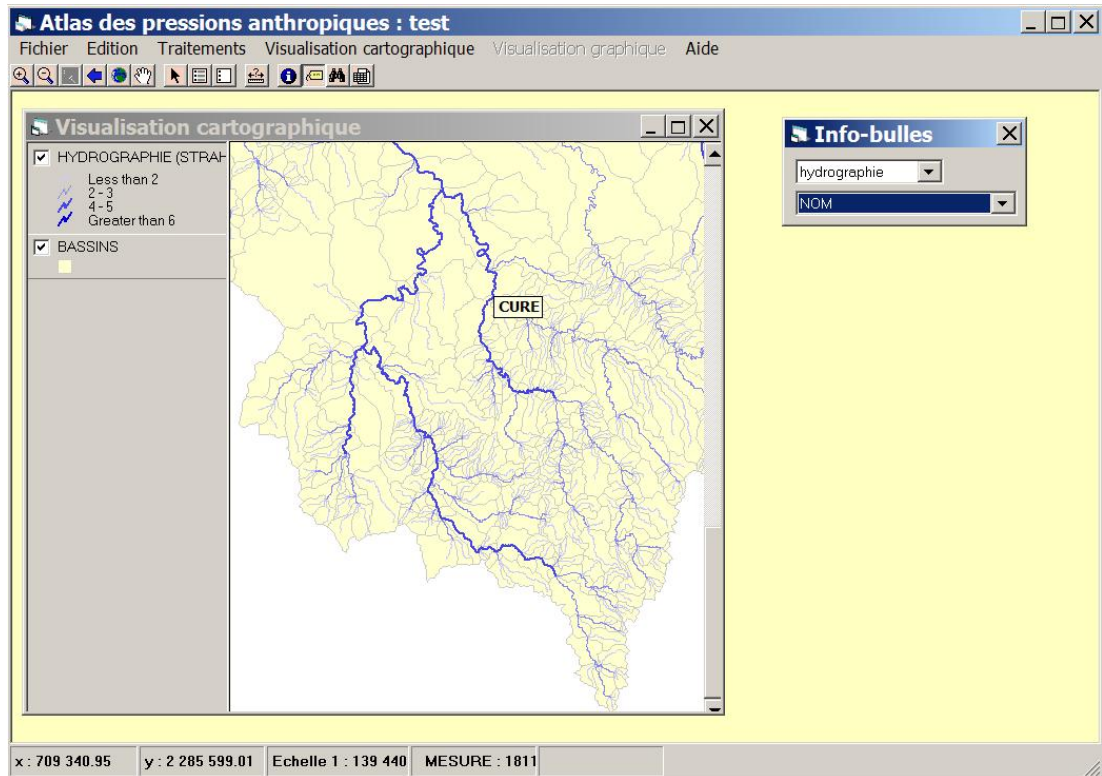 Atlas des pressions anthropiques : test
Fichier Edition Traitements Visualisation cartographique Visualisation graphique Aide
Visualisation cartographique
HYDROGRAPHIE (STRAH
Less than 2
2 - 3
4 - 5
Greater than 6
BASSINS
CURE
Info-bulles
hydrographie
NOM
x : 709 340.95 y : 2 285 599.01 Echelle 1 : 139 440 MESURE : 1811